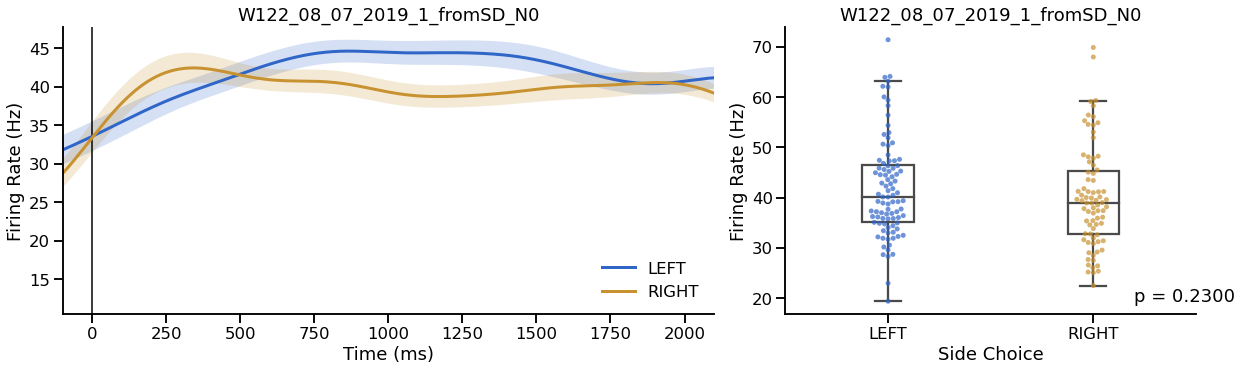 W122_08_07_2019_1_fromSD_N0
Firing Rate (Hz)
45
40
35
30
25
20
15
LEFT
RIGHT
0 250 500 750 1000 1250 1500 1750 2000
Time (ms)
W122_08_07_2019_1_fromSD_N0
Firing Rate (Hz)
70
60
50
40
30
20
p = 0.2300
LEFT RIGHT
Side Choice